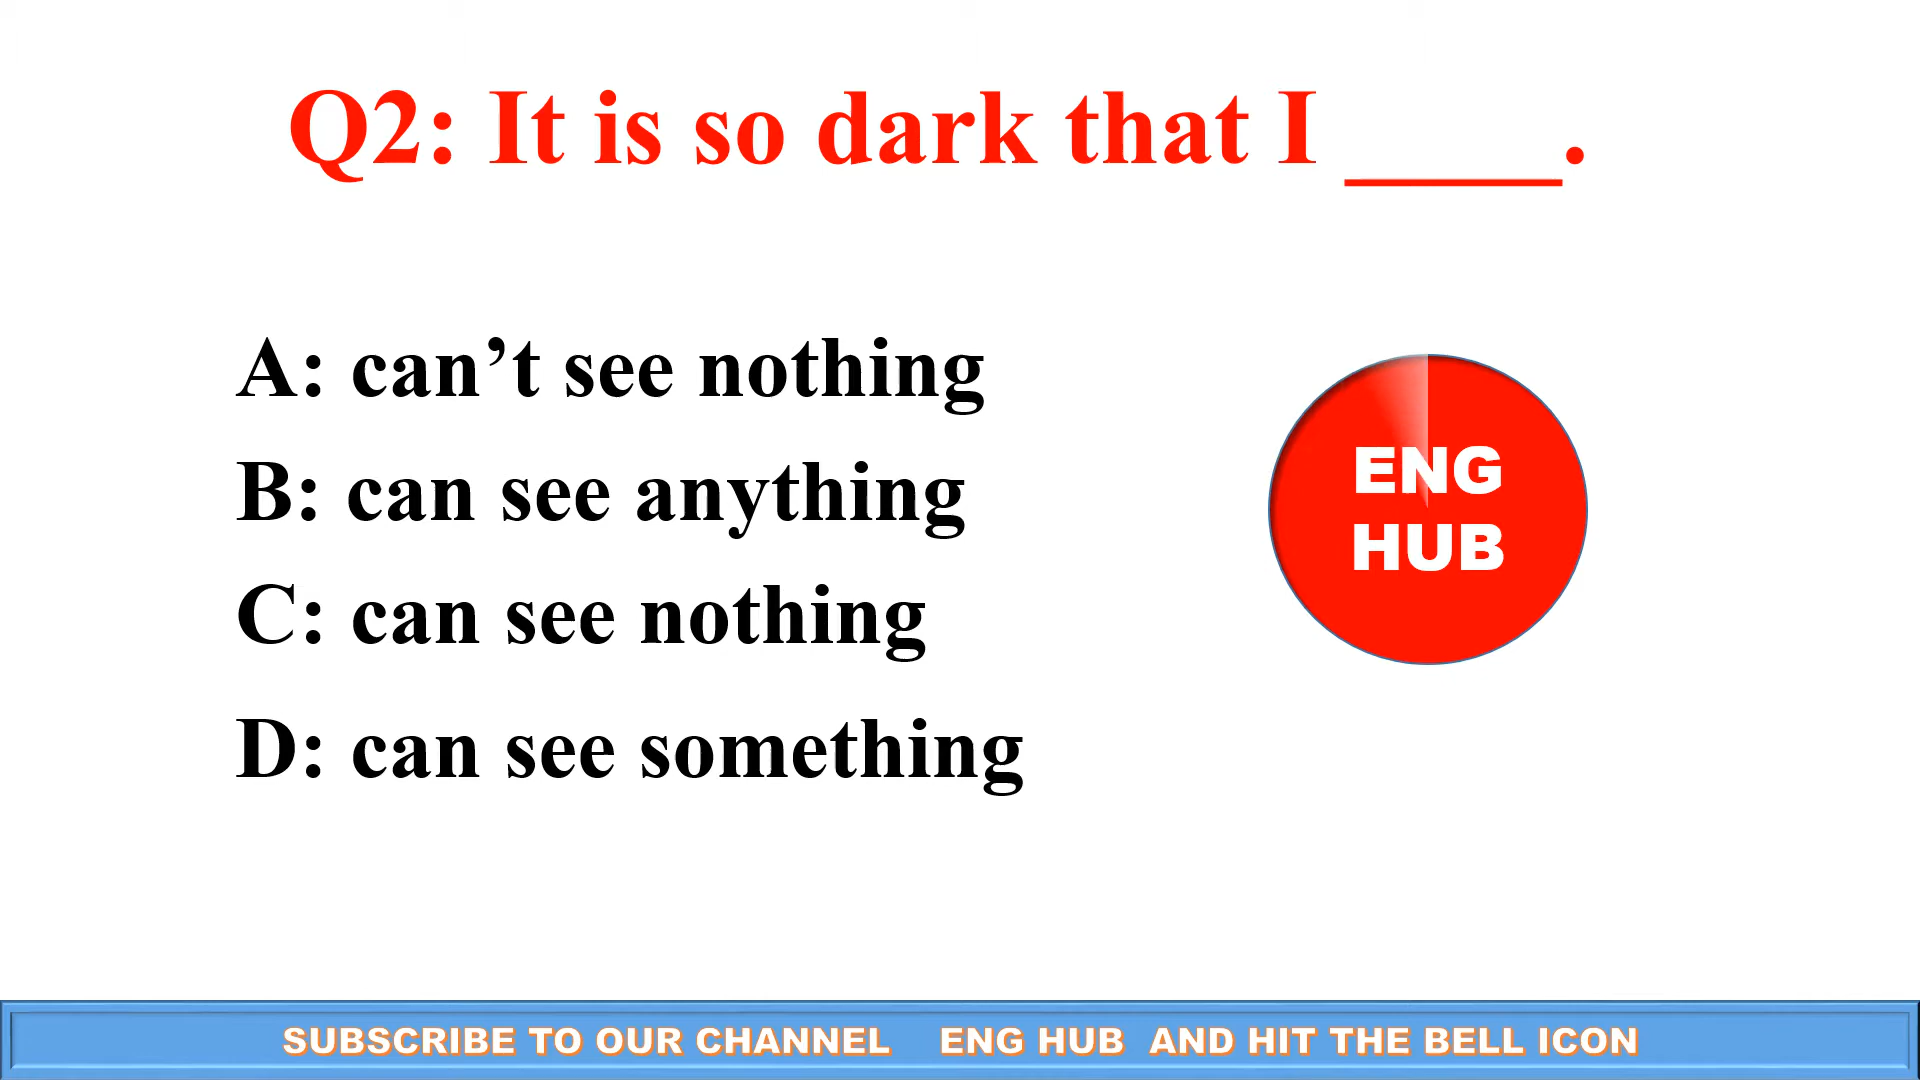 Q2: It is so dark that I ____.
A: can’t see nothing
B: can see anything
C: can see nothing
D: can see something
ENG
HUB
SUBSCRIBE TO OUR CHANNEL ENG HUB AND HIT THE BELL ICON